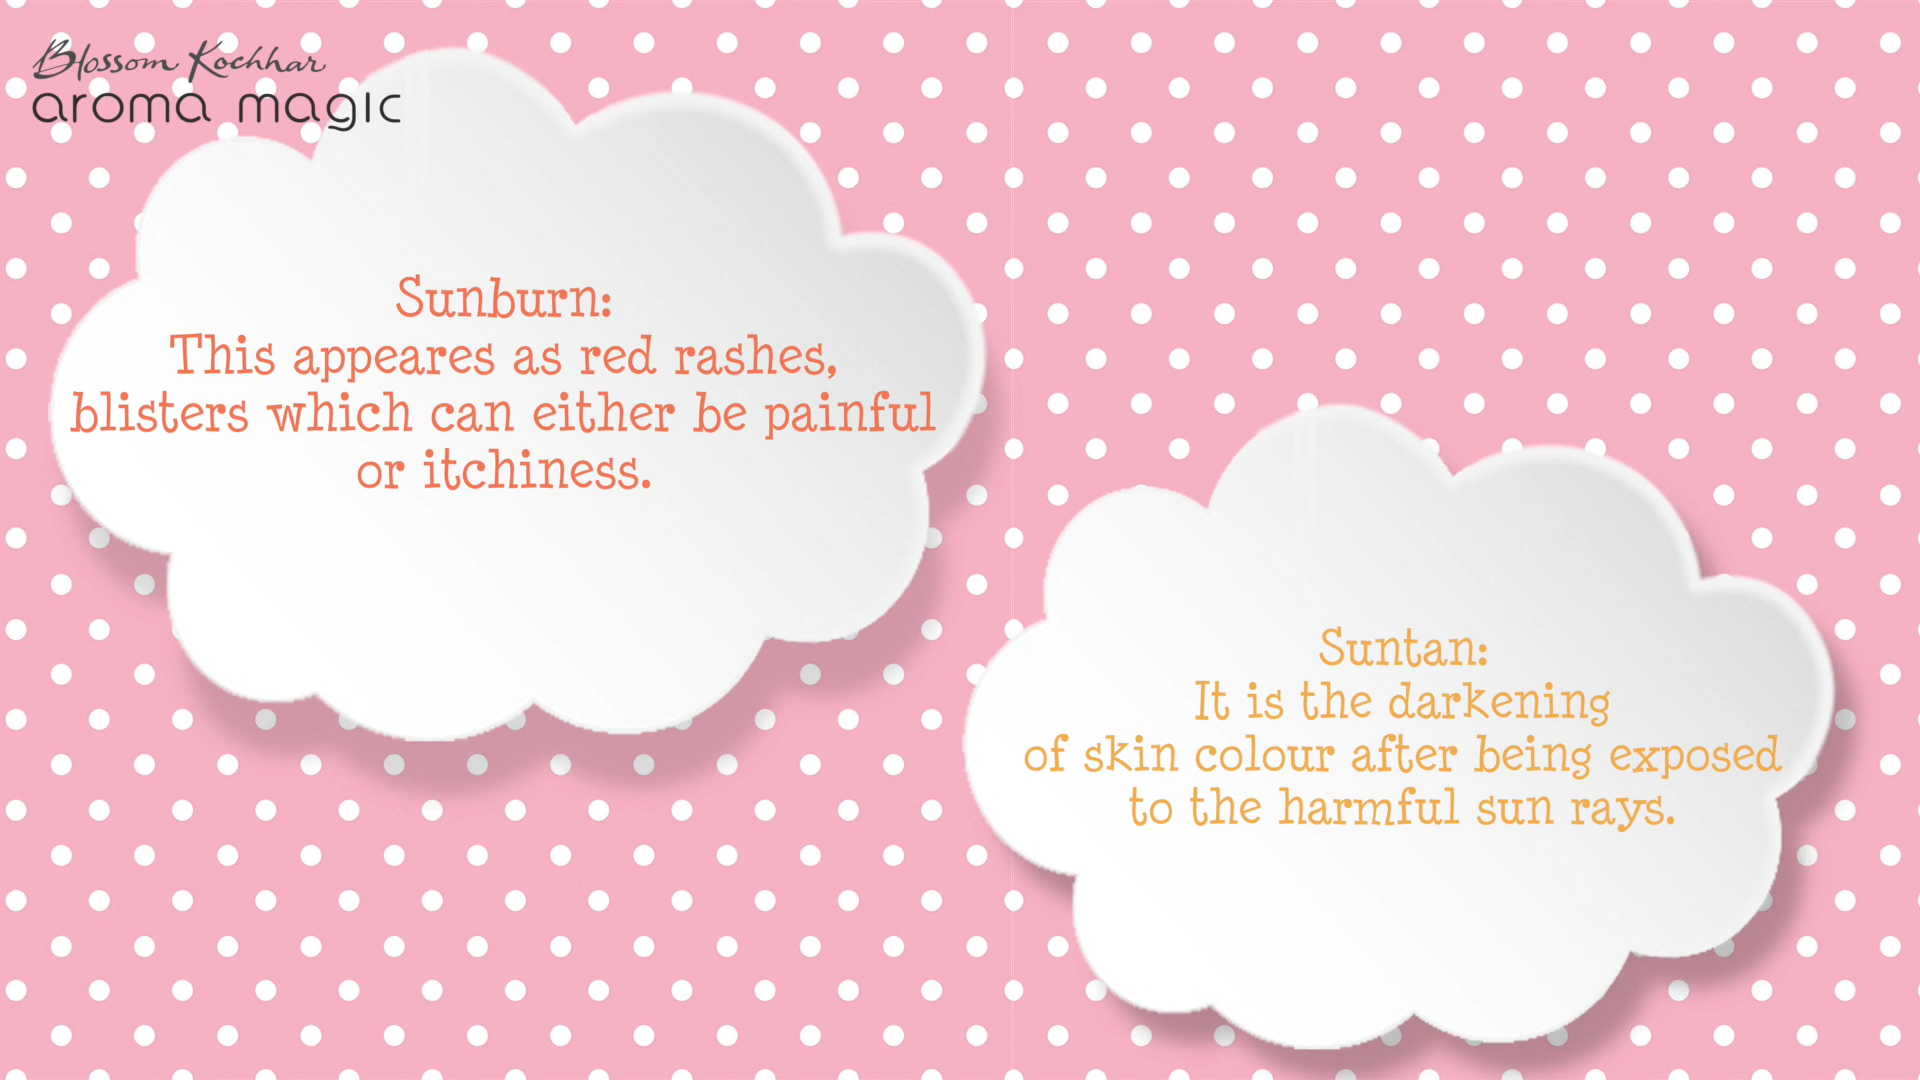 Blossom Kochhar
aroma magic
Sunburn:
This appeares as red rashes,
blisters which can either be painful
or itchiness.
Suntan:
It is the darkening
of skin colour after being exposed
to the harmful sun rays.